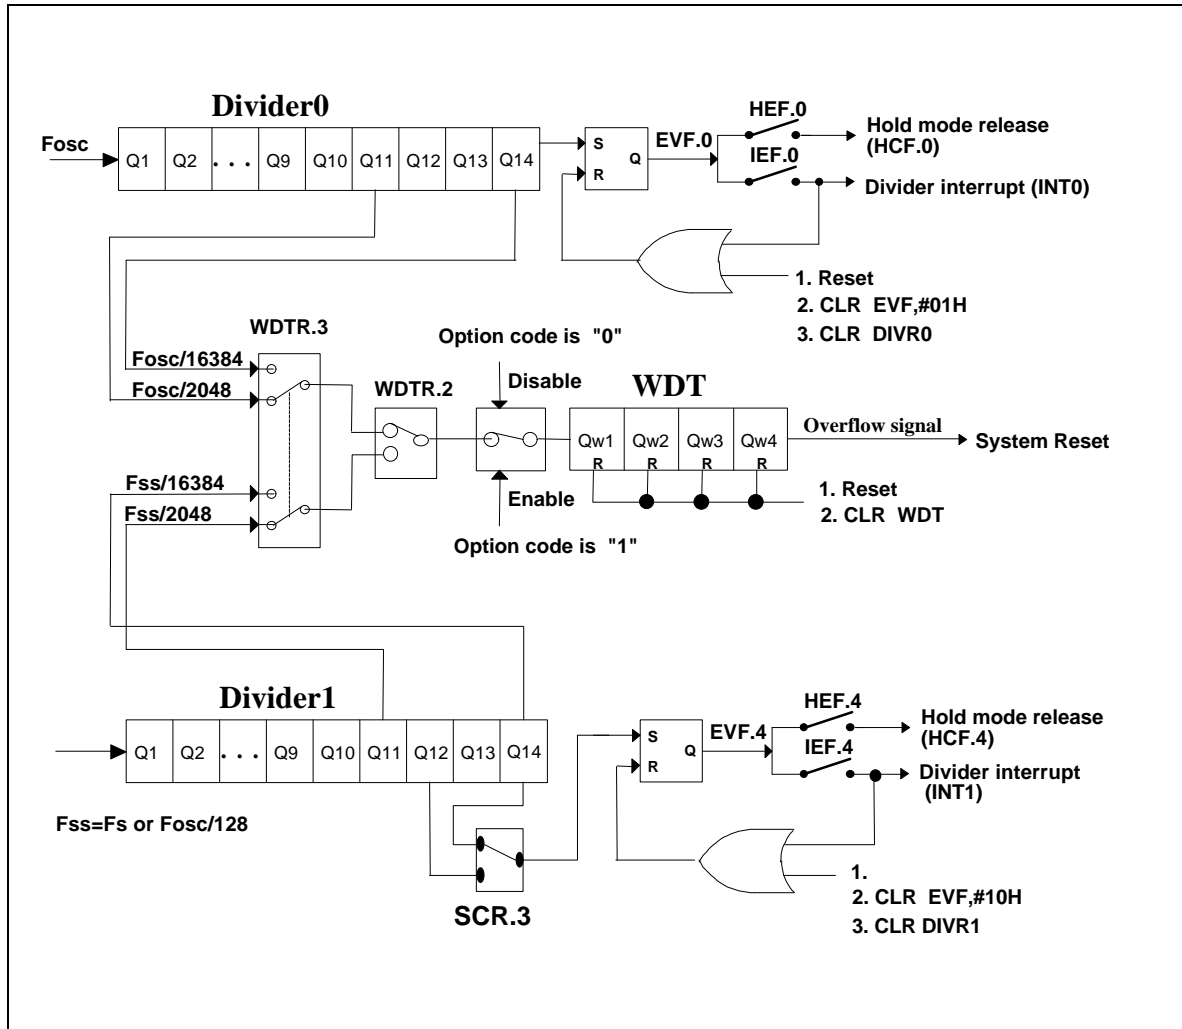 Divider0
Fosc
Q1 Q2 ... Q9 Q10 Q11 Q12 Q13 Q14
S
R
Q
EVF.0
HEF.0
IEF.0
Hold mode release
(HCF.0)
Divider interrupt (INT0)
1. Reset
2. CLR EVF,#01H
3. CLR DIVR0
WDTR.3
Fosc/16384
Fosc/2048
Fss/16384
Fss/2048
WDTR.2
Option code is "0"
Disable
Enable
Option code is "1"
WDT
Qw1 Qw2 Qw3 Qw4
R R R R
Overflow signal
System Reset
1. Reset
2. CLR WDT
Divider1
Q1 Q2 ... Q9 Q10 Q11 Q12 Q13 Q14
Fss=Fs or Fosc/128
SCR.3
S
R
Q
EVF.4
HEF.4
IEF.4
Hold mode release
(HCF.4)
Divider interrupt
(INT1)
1.
2. CLR EVF,#10H
3. CLR DIVR1